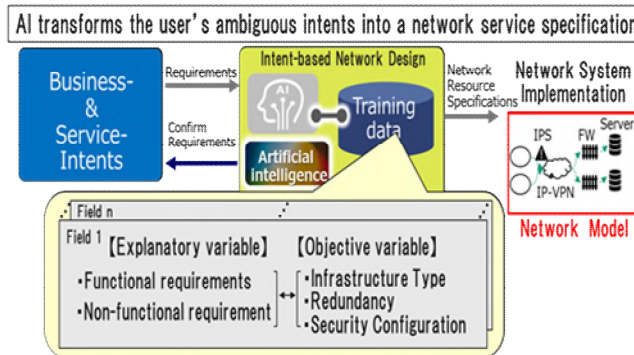 AI transforms the user's ambiguous intents into a network service specification
Business-
&
Service-
Intents
Requirements
Confirm
Requirements
Intent-based Network Design
AI
Training
data
Artificial
intelligence
Network
Resource
Specifications
Network System
Implementation
IPS
FW
Server
IP-VPN
Network Model
Field n
Field 1
【Explanatory variable】
【Objective variable】
・Functional requirements
・Non-functional requirement
・Infrastructure Type
・Redundancy
・Security Configuration